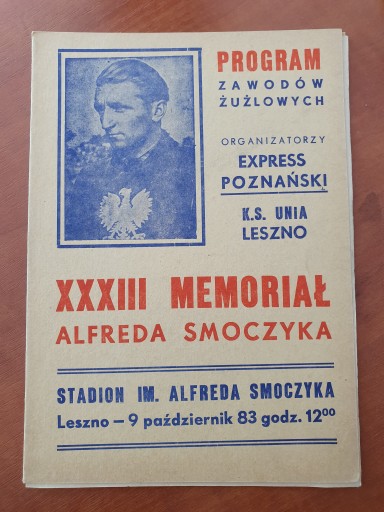 PROGRAM
ZAWODÓW
ŻUŻLOWYCH
ORGANIZATORZY
EXPRESS
POZNAŃSKI
K.S. UNIA
LESZNO
XXXIII MEMORIAŁ
ALFREDA SMOCZYKA
STADION IM. ALFREDA SMOCZYKA
Leszno – 9 październik 83 godz. 12⁰⁰